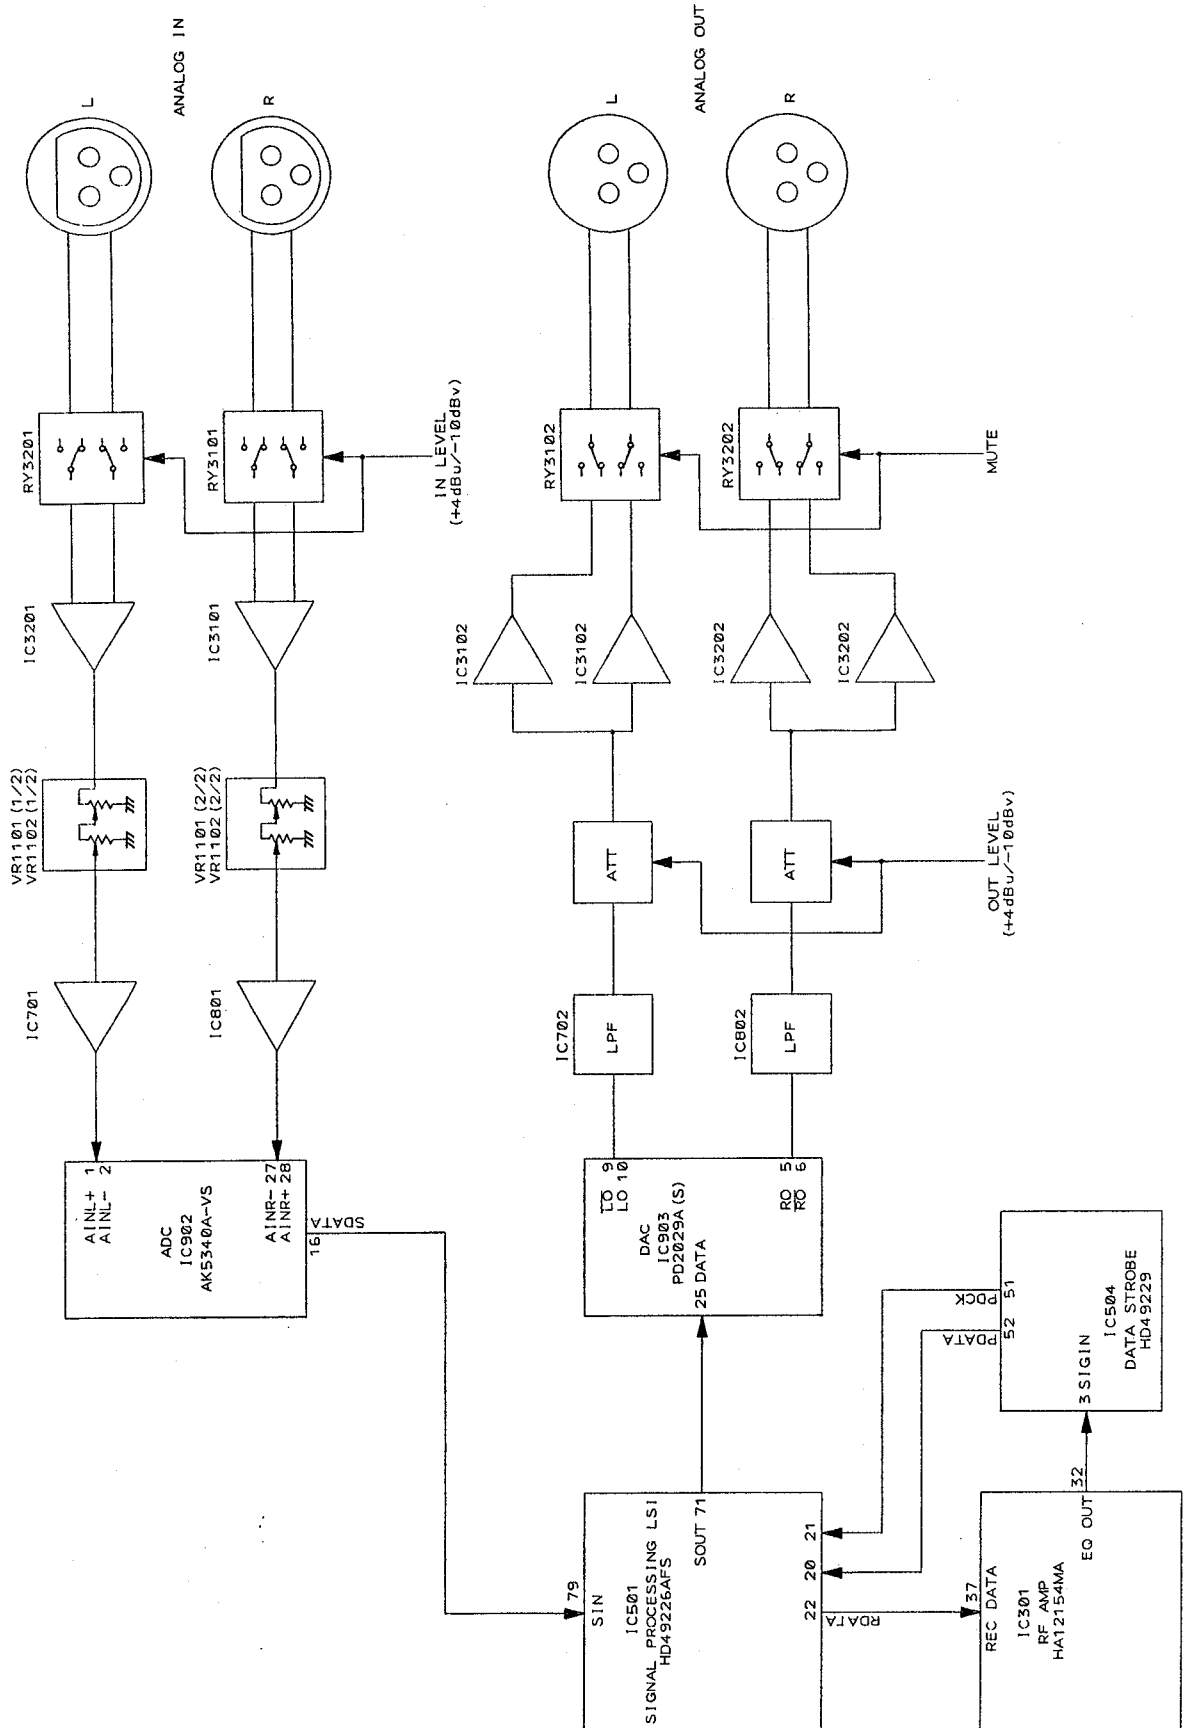 ANALOG IN
L
R
RY3201
RY3101
IN LEVEL
(+4dBu/-10dBv)
IC3201
IC3101
VR1101 (1/2)
VR1102 (1/2)
VR1101 (2/2)
VR1102 (2/2)
IC701
IC801
AINL+ 1
AINL- 2
ADC
IC902
AK5340A-VS
AINR- 27
AINR+ 28
16
SDATA
ANALOG OUT
L
R
RY3102
RY3202
MUTE
IC3102
IC3102
IC3202
IC3202
ATT
ATT
OUT LEVEL
(+4dBu/-10dBv)
IC702
LPF
IC802
LPF
LO 9
LO 10
DAC
IC903
PD2029A (S)
25 DATA
RO 5
RO 6
79
SIN
IC501
SIGNAL PROCESSING LSI
HD49226AFS
SOUT 71
22
20
21
RDATA
PDATA
PDCK
52
51
IC504
DATA STROBE
HD49229
3 SIGIN
37
REC DATA
IC301
RF AMP
HA12154MA
EQ OUT
32